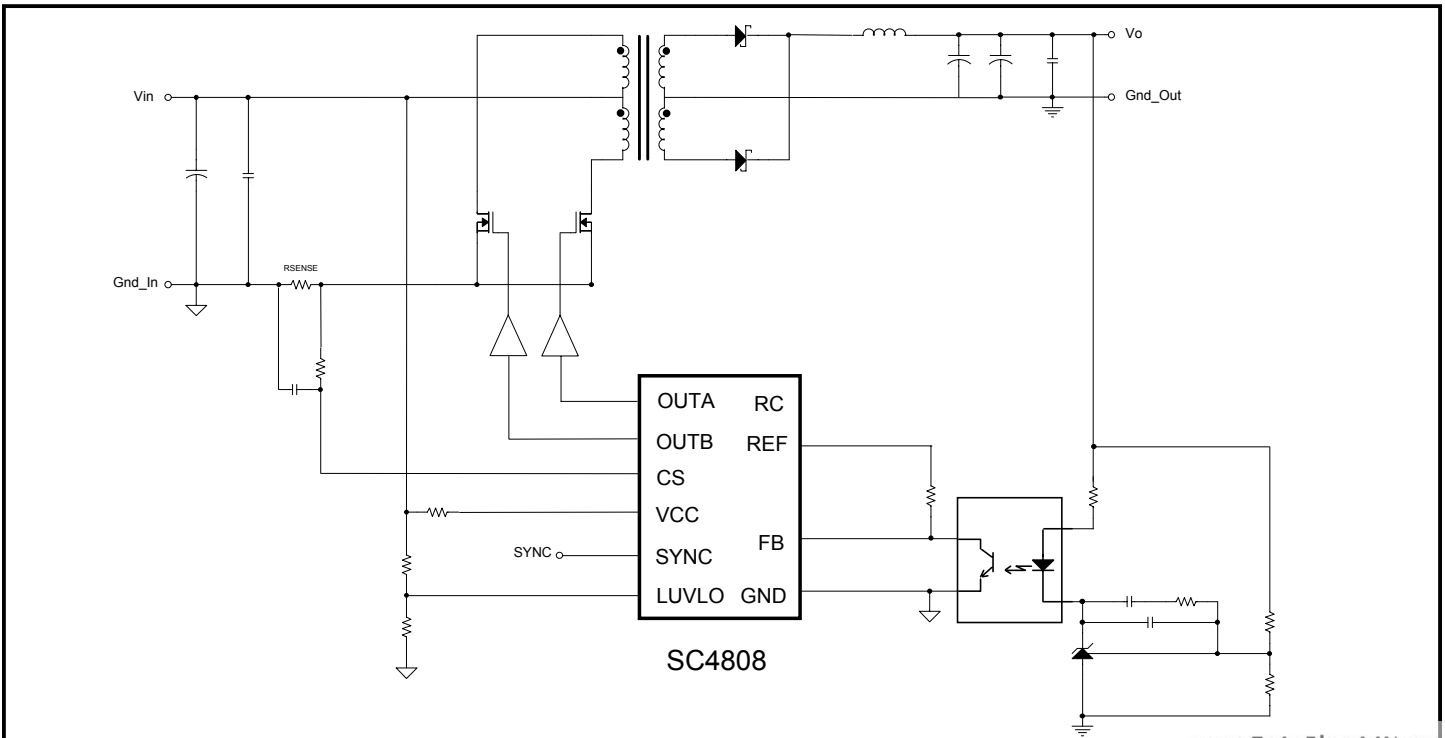 Vo
Vin
Gnd_Out
Gnd_In
RSENSE
OUTA
RC
OUTB
REF
CS
VCC
FB
SYNC
SYNC
LUVLO
GND
SC4808